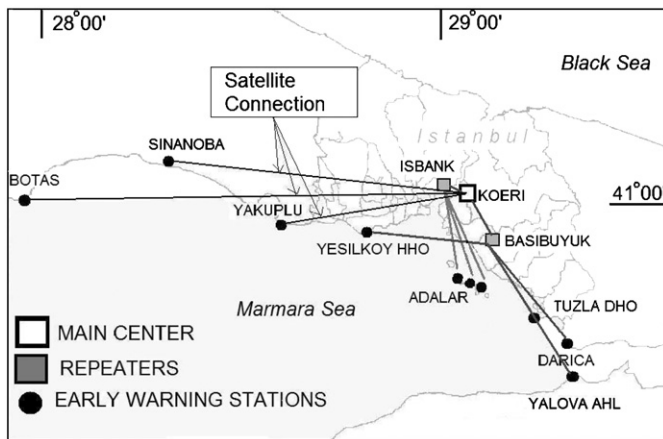 28°00'
29°00'
Black Sea
Satellite
Connection
Istanbul
SINANOBA
ISBANK
BOTAS
KOERI
41°00'
YAKUPLU
YESILKOY HHO
BASIBUYUK
ADALAR
Marmara Sea
TUZLA DHO
MAIN CENTER
DARICA
REPEATERS
YALOVA AHL
EARLY WARNING STATIONS